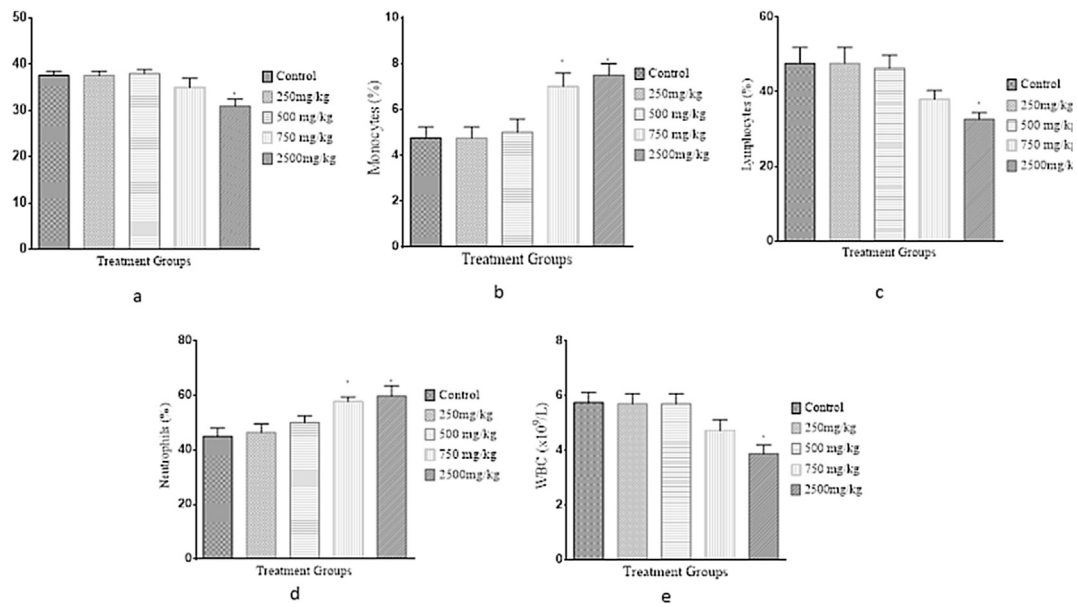 50
40
30
20
10
0
Control
250mg/kg
500 mg/kg
750 mg/kg
2500mg/kg
*
Treatment Groups
a
10
8
6
4
2
0
Monocytes (%)
Control
250mg/kg
500 mg/kg
750 mg/kg
2500mg/kg
*
*
Treatment Groups
b
60
40
20
0
Lymphocytes (%)
Control
250mg/kg
500 mg/k
750 mg/k
2500mg/k
*
Treatment Groups
c
80
60
40
20
0
Neutrophils (%)
Control
250mg/kg
500 mg/kg
750 mg/kg
2500mg/kg
*
*
Treatment Groups
d
8
6
4
2
0
WBC (x10⁹/L)
Control
250mg/kg
500 mg/kg
750 mg/kg
2500mg/kg
*
Treatment Groups
e